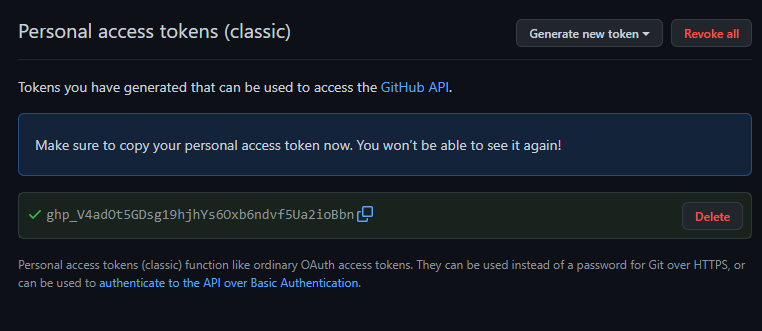 Personal access tokens (classic)
Generate new token
Revoke all
Tokens you have generated that can be used to access the GitHub API.
Make sure to copy your personal access token now. You won't be able to see it again!
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
Delete
Personal access tokens (classic) function like ordinary OAuth access tokens. They can be used instead of a password for Git over HTTPS, or
can be used to authenticate to the API over Basic Authentication.